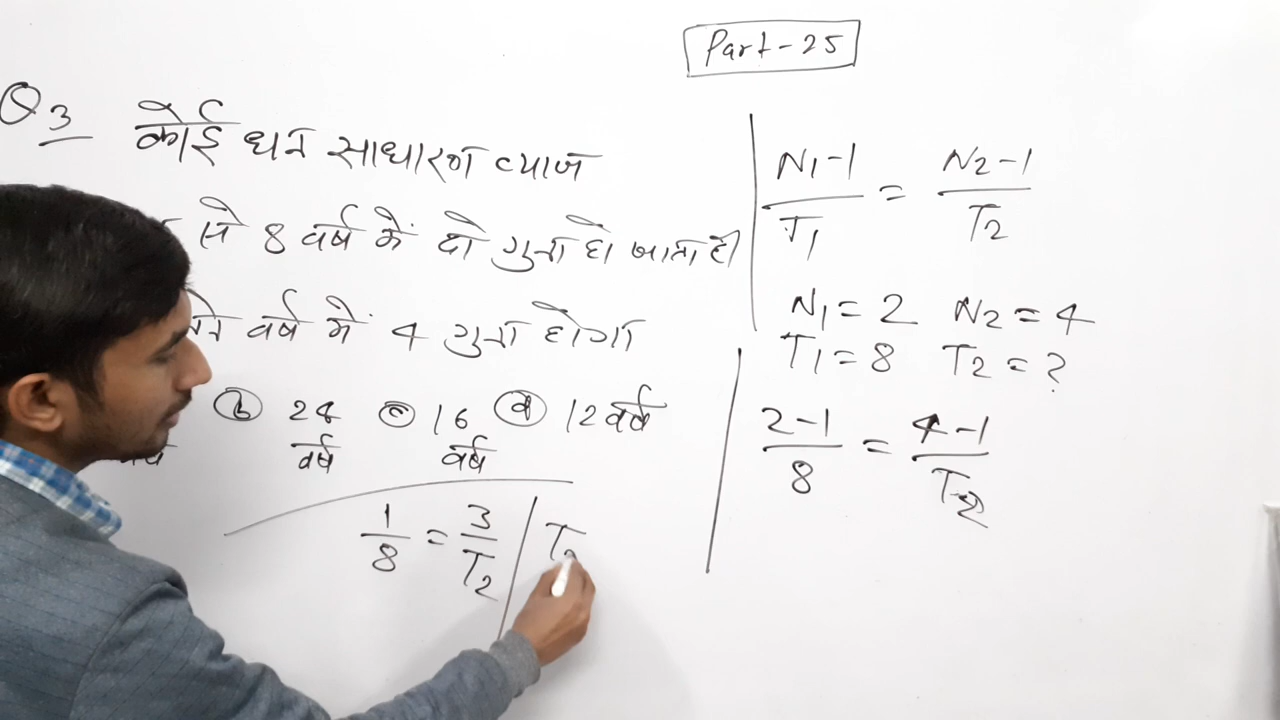 Part-25
Q3 कोई धन साधारण व्याज
से 8 वर्ष में दो गुना हो जाता है
वर्ष में 4 गुना होगा
b 24 वर्ष c 16 वर्ष d 12 वर्ष
1/8 = 3/T2 | T2
N1-1/T1 = N2-1/T2
N1=2 N2=4
T1=8 T2=?
2-1/8 = 4-1/T2